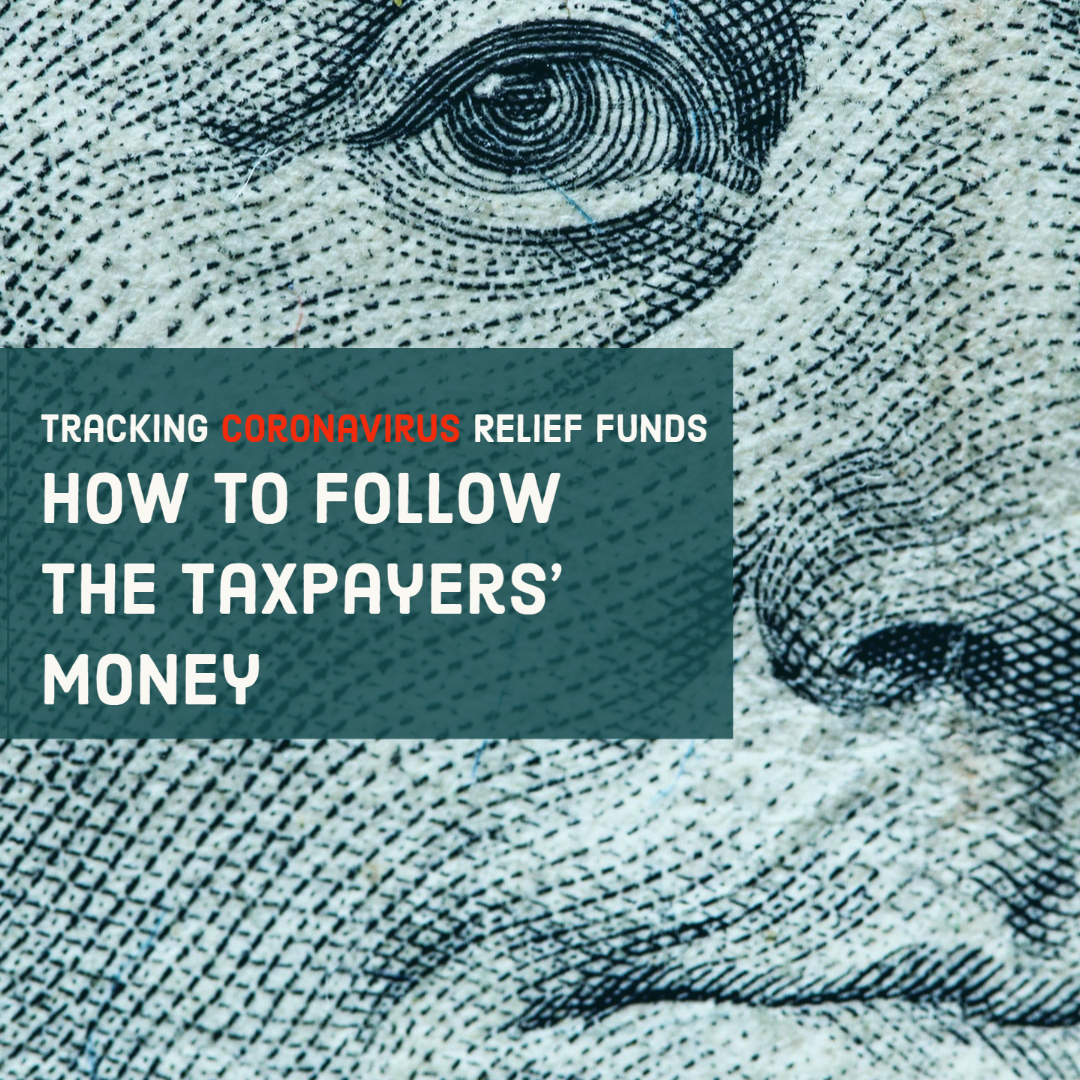 TRACKING CORONAVIRUS RELIEF FUNDS
HOW TO FOLLOW
THE TAXPAYERS’
MONEY